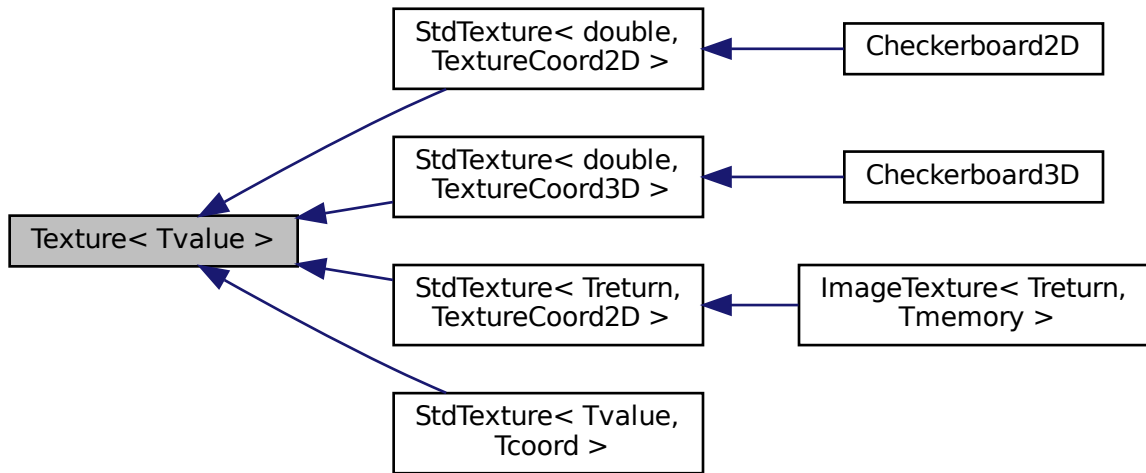 StdTexture< double,
TextureCoord2D >
Checkerboard2D
StdTexture< double,
TextureCoord3D >
Checkerboard3D
Texture< Tvalue >
StdTexture< Treturn,
TextureCoord2D >
ImageTexture< Treturn,
Tmemory >
StdTexture< Tvalue,
Tcoord >